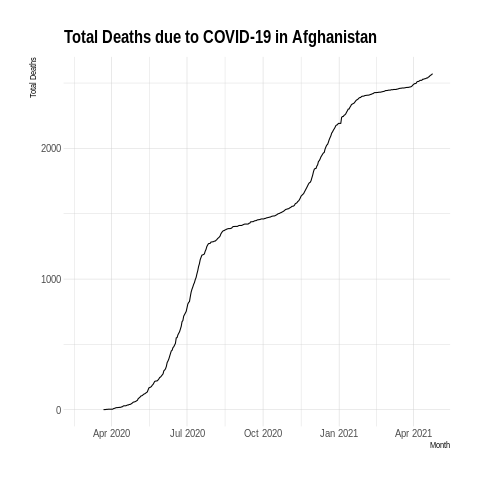 Total Deaths due to COVID-19 in Afghanistan
Total Deaths
2000
1000
0
Apr 2020 Jul 2020 Oct 2020 Jan 2021 Apr 2021
Month